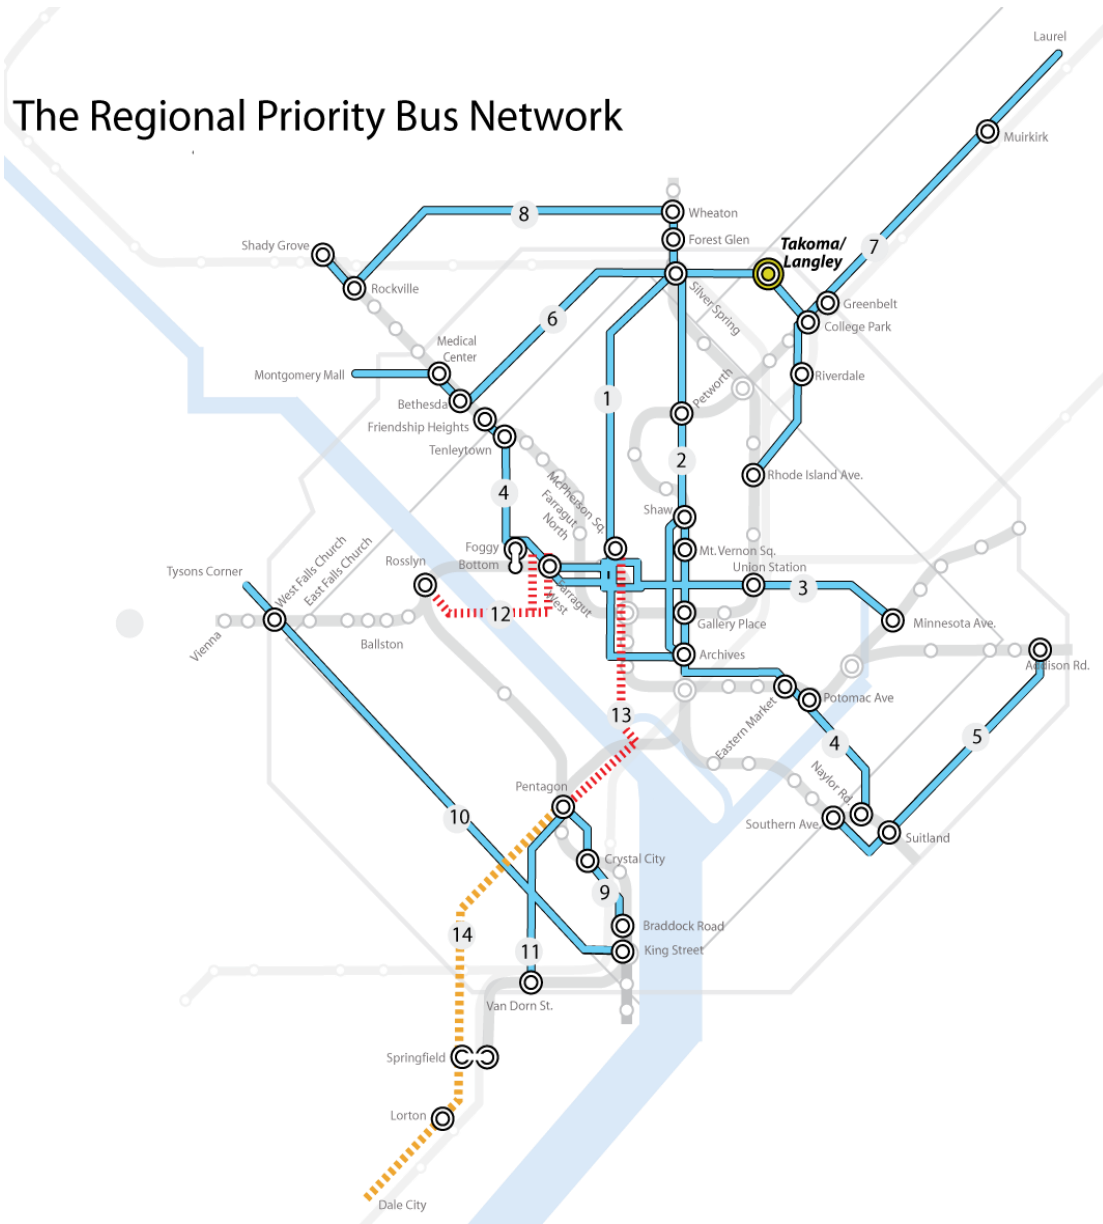 Laurel
The Regional Priority Bus Network
Muirkirk
8
Wheaton
Forest Glen
Shady Grove
Takoma/
Langley
7
Rockville
Silver Spring
Greenbelt
College Park
6
Medical
Center
Montgomery Mall
Riverdale
Bethesda
1
Petworth
Friendship Heights
Tenleytown
2
Rhode Island Ave.
4
McPherson Sq.
Farragut
North
Shaw
Foggy
Bottom
Mt. Vernon Sq.
Union Station
Rosslyn
West Falls Church
East Falls Church
Tysons Corner
Farragut
West
3
12
Minnesota Ave.
Gallery Place
Vienna
Ballston
Archives
Addison Rd.
Eastern Market
Potomac Ave
13
4
5
Pentagon
Naylor Rd.
10
Southern Ave.
Suitland
Crystal City
9
Braddock Road
14
11
King Street
Van Dorn St.
Springfield
Lorton
Dale City